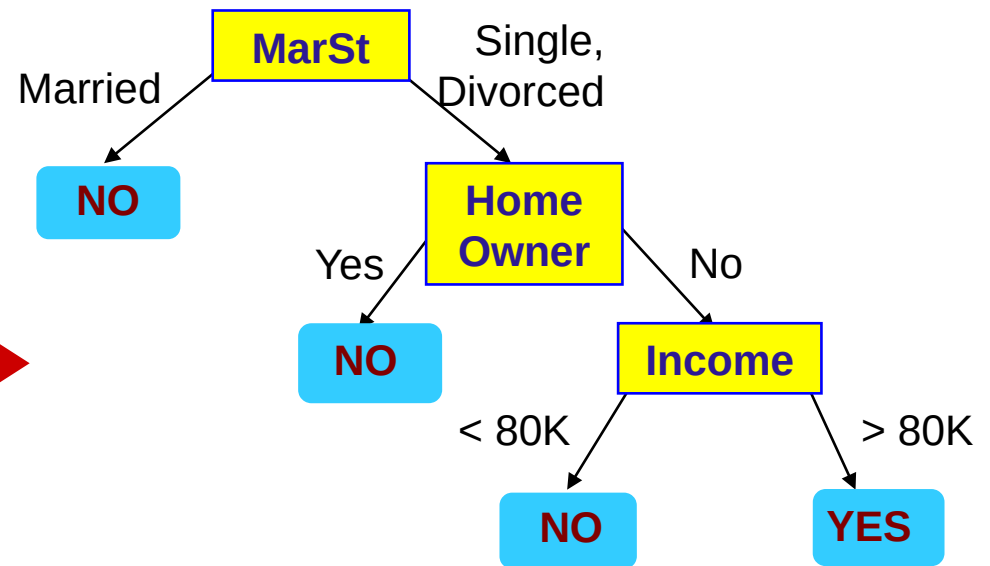 MarSt
Single,
Divorced
Married
NO
Home
Owner
Yes
No
NO
Income
< 80K
> 80K
NO
YES